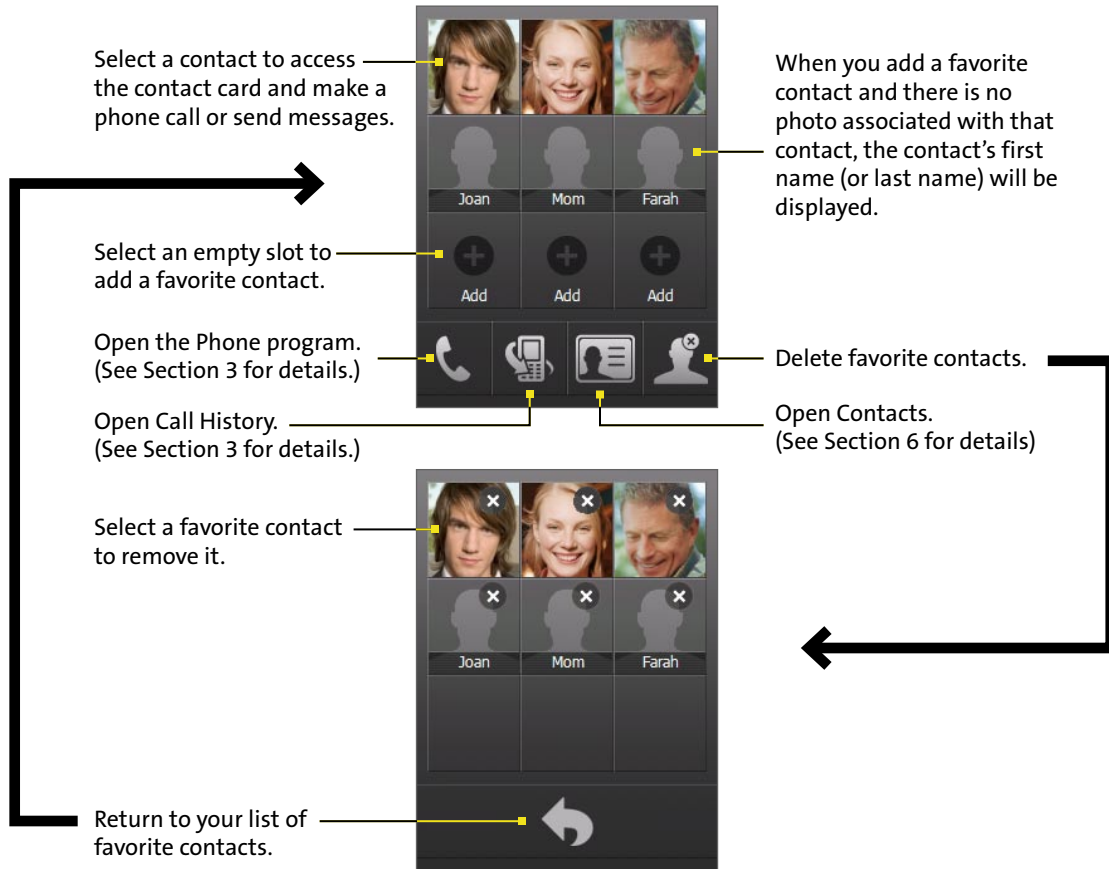 Select a contact to access
the contact card and make a
phone call or send messages.
When you add a favorite
contact and there is no
photo associated with that
contact, the contact’s first
name (or last name) will be
displayed.
Joan Mom Farah
Select an empty slot to
add a favorite contact.
Add Add Add
Open the Phone program.
(See Section 3 for details.)
Delete favorite contacts.
Open Call History.
(See Section 3 for details.)
Open Contacts.
(See Section 6 for details)
Select a favorite contact
to remove it.
Joan Mom Farah
Return to your list of
favorite contacts.